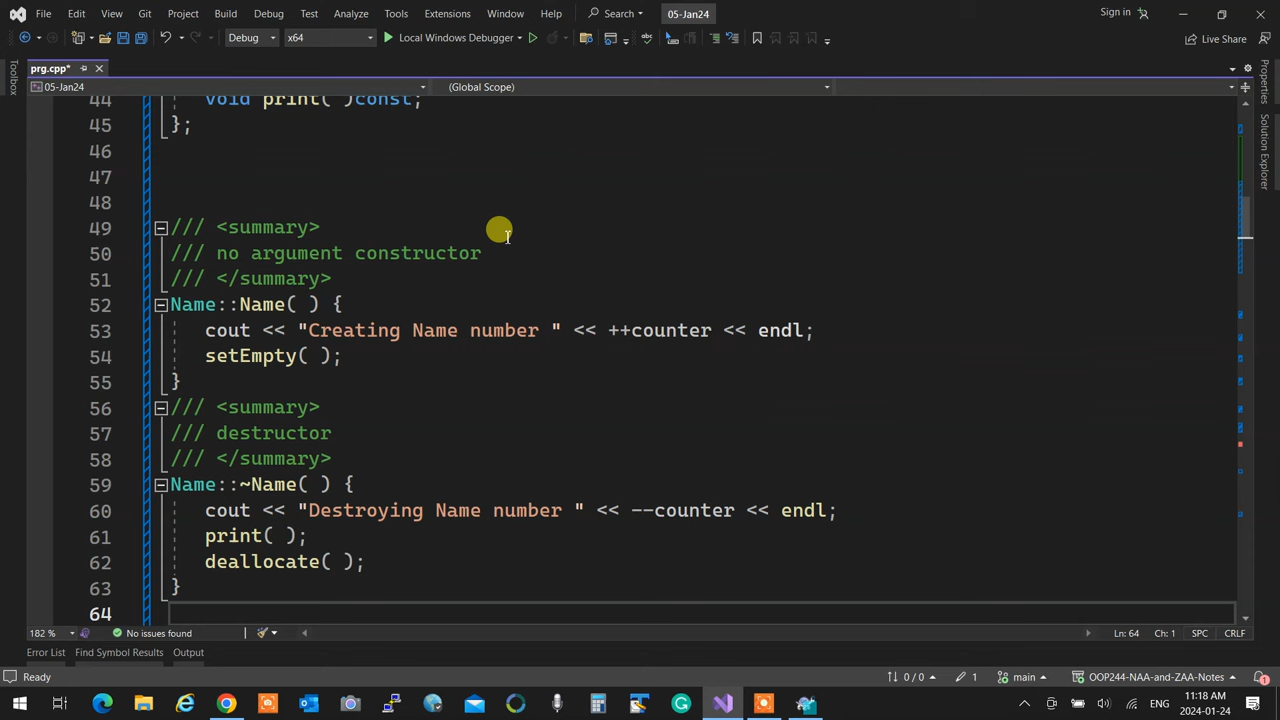 File Edit View Git Project Build Debug Test Analyze Tools Extensions Window Help Search 05-Jan24 Sign in
Debug x64 Local Windows Debugger Live Share
prg.cpp*
05-Jan24 (Global Scope)
Toolbox
Properties
Solution Explorer
44 void print( )const;
45 };
46
47
48
49 /// <summary>
50 /// no argument constructor
51 /// </summary>
52 Name::Name( ) {
53 cout << "Creating Name number " << ++counter << endl;
54 setEmpty( );
55 }
56 /// <summary>
57 /// destructor
58 /// </summary>
59 Name::~Name( ) {
60 cout << "Destroying Name number " << --counter << endl;
61 print( );
62 deallocate( );
63 }
64
182 % No issues found Ln: 64 Ch: 1 SPC CRLF
Error List Find Symbol Results Output
Ready 0 / 0 1 main OOP244-NAA-and-ZAA-Notes 1
ENG 11:18 AM 2024-01-24